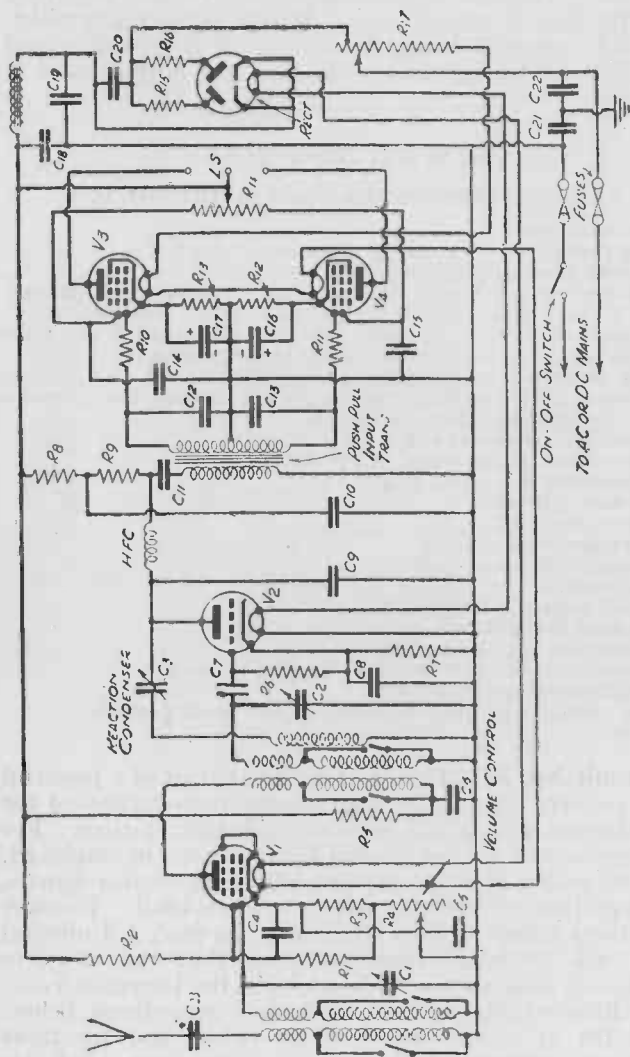 C19
C20
R16
R15
RECT
R17
C18
C22
C21
FUSES
LS
R14
V3
R13
R12
V4
R10
C17
+
-
-
C16
+
R11
C14
C12
C13
C15
ON-OFF SWITCH
TO AC OR DC MAINS
R8
R9
C11
PUSH PULL
INPUT
TRAN:
C10
HFC
C9
V2
REACTION
CONDENSER
C3
C7
R6
C2
C8
R7
C6
R5
VOLUME CONTROL
V1
R2
C4
R3
R4
R1
C5
C1
C23